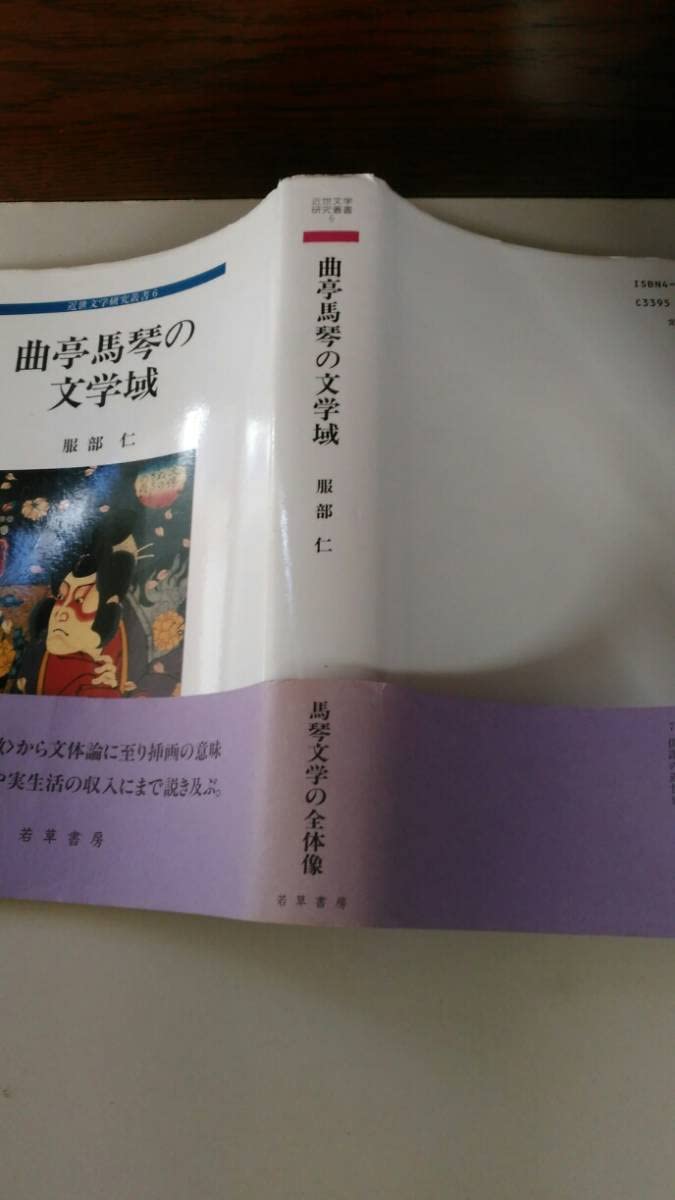 近世文学研究叢書6
曲亭馬琴の
文学域
服部 仁
〉から文体論に至り挿画の意味
や実生活の収入にまで説き及ぶ。
若草書房
近世文学
研究叢書
6
曲亭馬琴の文学域
服部 仁
馬琴文学の全体像
若草書房
ISBN4-
C3395